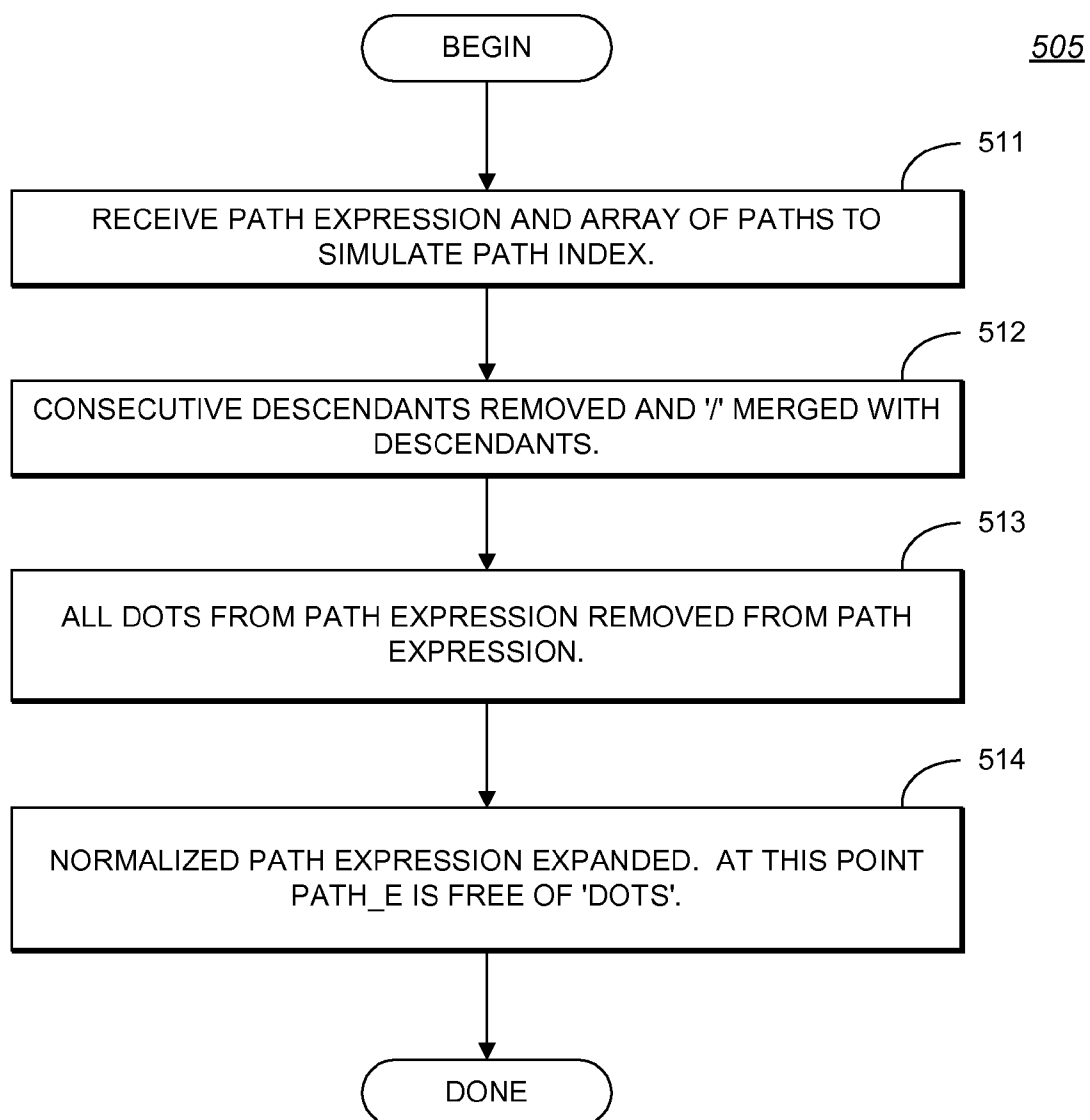 BEGIN
505
511
RECEIVE PATH EXPRESSION AND ARRAY OF PATHS TO
SIMULATE PATH INDEX.
512
CONSECUTIVE DESCENDANTS REMOVED AND '/' MERGED WITH
DESCENDANTS.
513
ALL DOTS FROM PATH EXPRESSION REMOVED FROM PATH
EXPRESSION.
514
NORMALIZED PATH EXPRESSION EXPANDED.  AT THIS POINT
PATH_E IS FREE OF 'DOTS'.
DONE